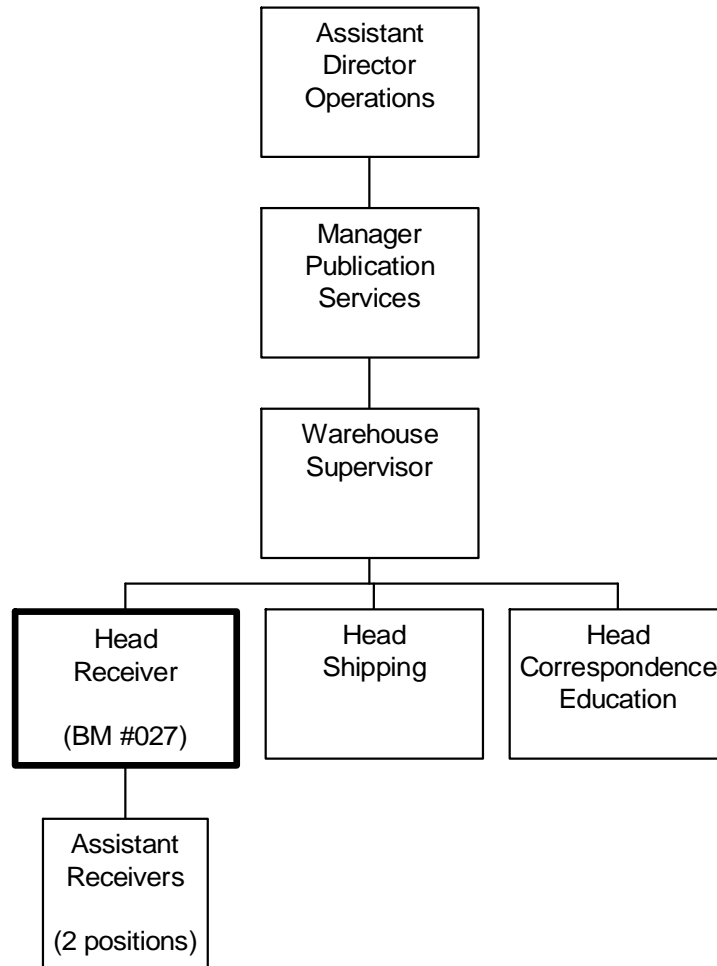 Assistant
Director
Operations
Manager
Publication
Services
Warehouse
Supervisor
Head
Receiver
(BM #027)
Head
Shipping
Head
Correspondence
Education
Assistant
Receivers
(2 positions)